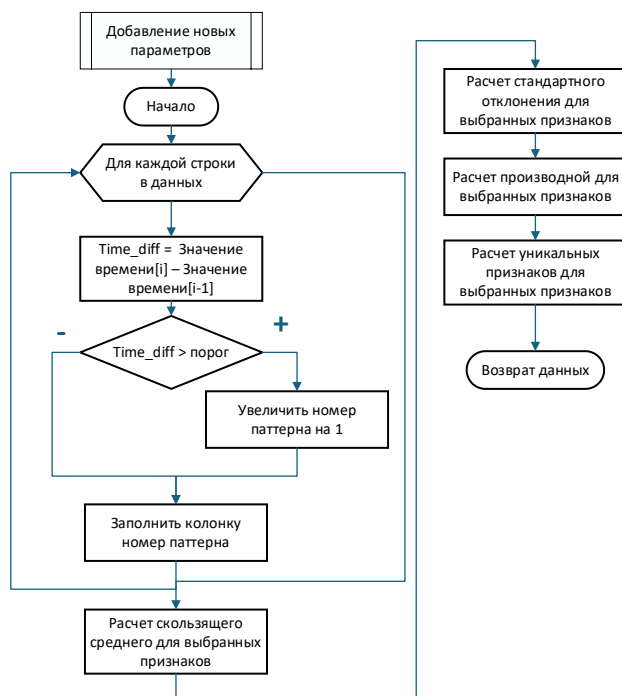 Добавление новых
параметров
Начало
Для каждой строки
в данных
Time_diff = Значение
времени[i] – Значение
времени[i-1]
-
+
Time_diff > порог
Увеличить номер
паттерна на 1
Заполнить колонку
номер паттерна
Расчет скользящего
среднего для выбранных
признаков
Расчет стандартного
отклонения для
выбранных признаков
Расчет производной для
выбранных признаков
Расчет уникальных
признаков для
выбранных признаков
Возврат данных